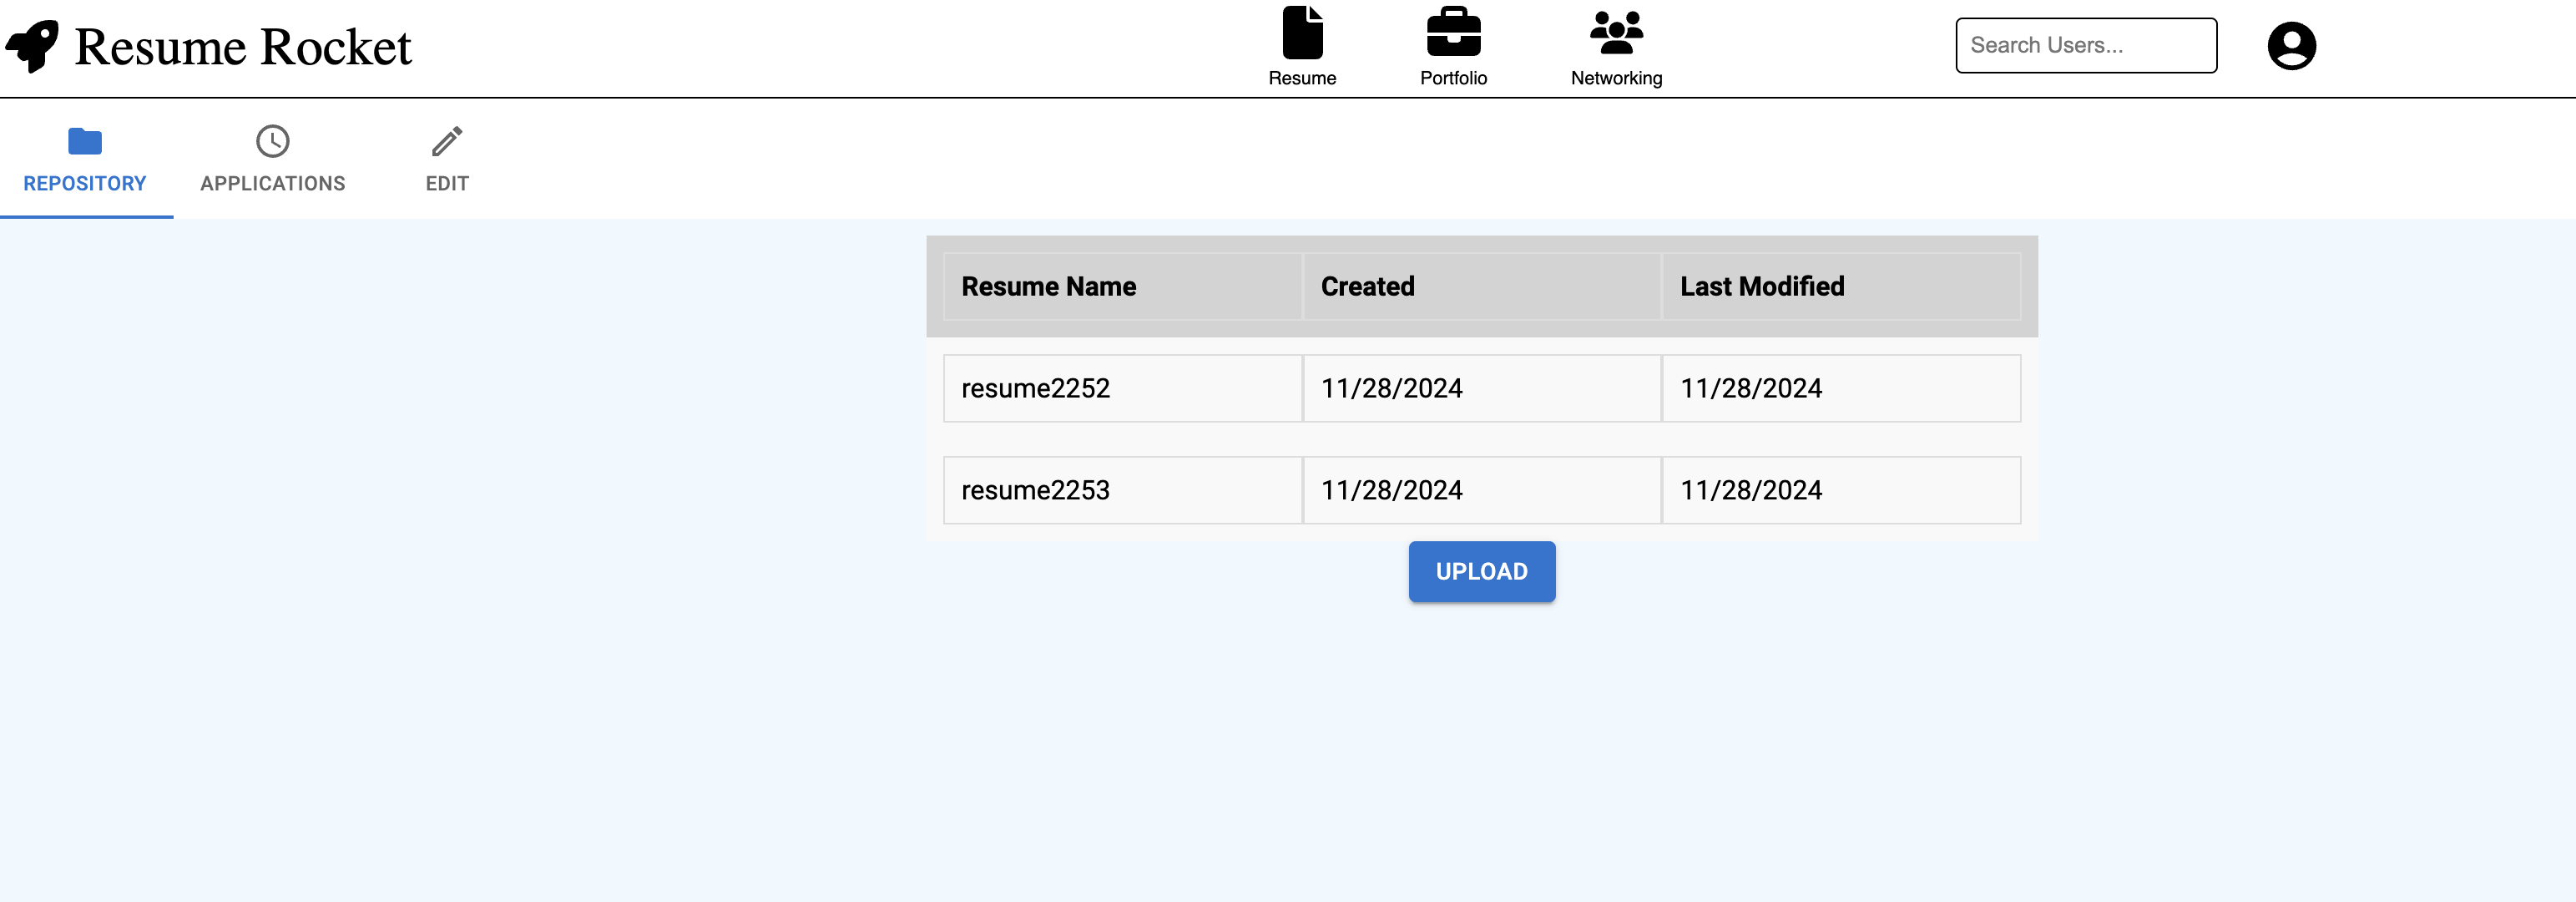 Resume Rocket
Resume Portfolio Networking
Search Users...
REPOSITORY APPLICATIONS EDIT
Resume Name Created Last Modified
resume2252 11/28/2024 11/28/2024
resume2253 11/28/2024 11/28/2024
UPLOAD